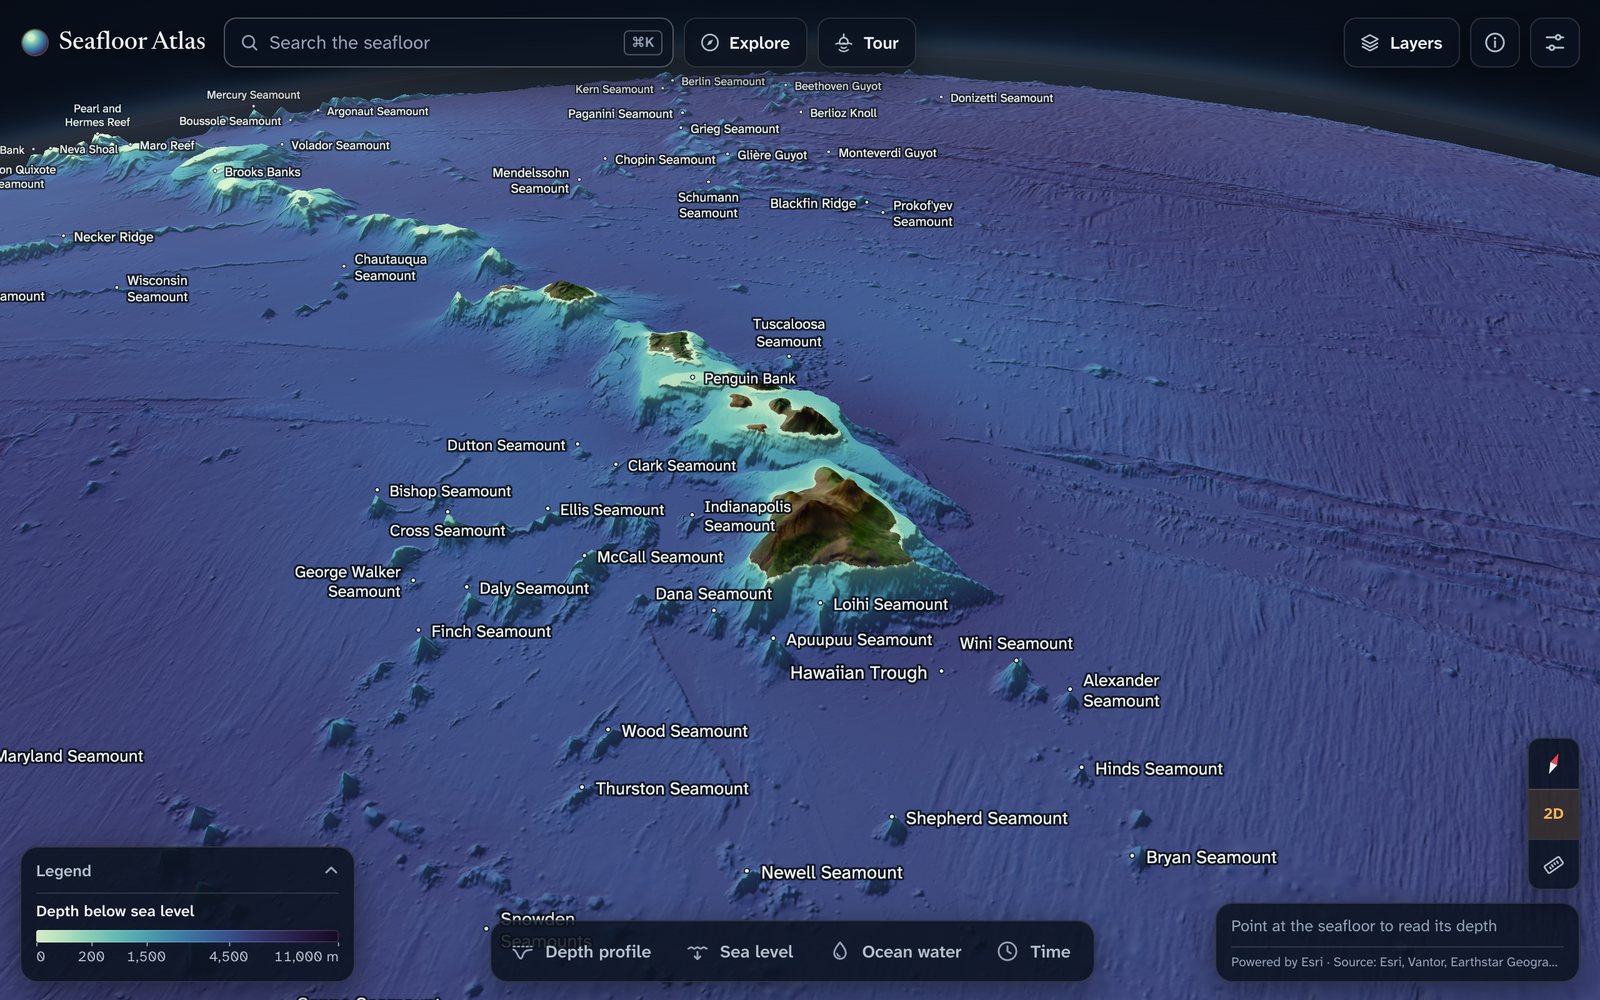 Seafloor Atlas
Search the seafloor
⌘K
Explore
Tour
Layers
Mercury Seamount
Pearl and
Hermes Reef
Boussole Seamount
Argonaut Seamount
Bank
Neva Shoal
Maro Reef
Volador Seamount
on Quixote
eamount
Brooks Banks
Kern Seamount
Berlin Seamount
Beethoven Guyot
Donizetti Seamount
Paganini Seamount
Berlioz Knoll
Grieg Seamount
Chopin Seamount
Glière Guyot
Monteverdi Guyot
Mendelssohn
Seamount
Schumann
Seamount
Blackfin Ridge
Prokofyev
Seamount
Necker Ridge
Chautauqua
Seamount
Wisconsin
Seamount
amount
Tuscaloosa
Seamount
Penguin Bank
Dutton Seamount
Clark Seamount
Bishop Seamount
Ellis Seamount
Indianapolis
Seamount
Cross Seamount
McCall Seamount
George Walker
Seamount
Daly Seamount
Dana Seamount
Loihi Seamount
Finch Seamount
Apuupuu Seamount
Wini Seamount
Hawaiian Trough
Alexander
Seamount
Wood Seamount
Maryland Seamount
Hinds Seamount
Thurston Seamount
Shepherd Seamount
Bryan Seamount
Newell Seamount
Snowden
Seamounts
2D
Legend
Depth below sea level
0 200 1,500 4,500 11,000 m
Depth profile
Sea level
Ocean water
Time
Point at the seafloor to read its depth
Powered by Esri · Source: Esri, Vantor, Earthstar Geogra...